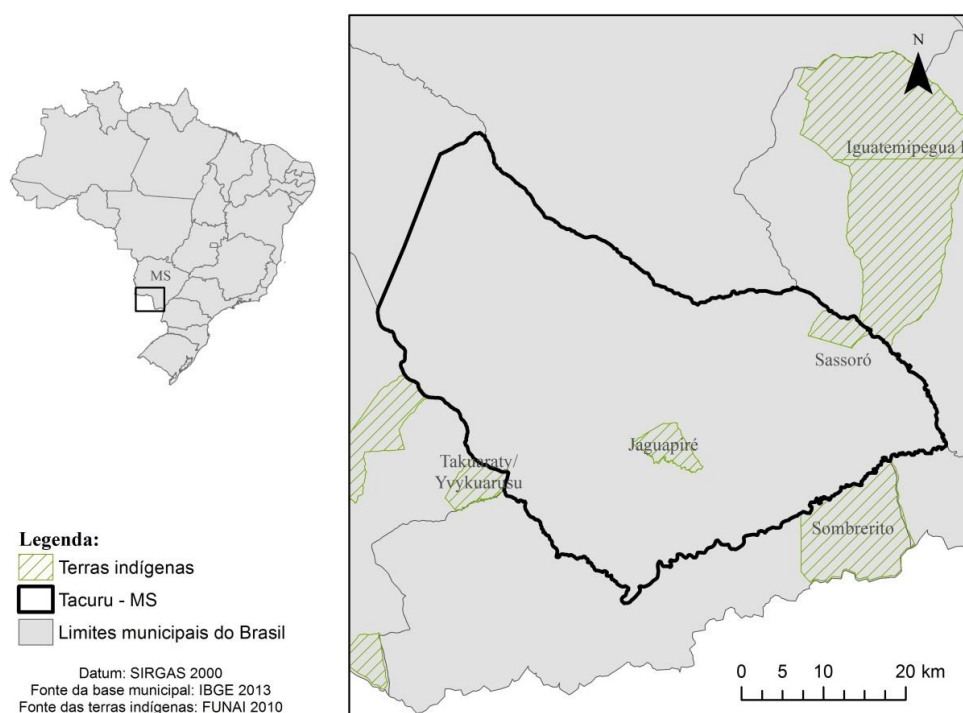 MS
Legenda:
Terras indígenas
Tacuru - MS
Limites municipais do Brasil
Datum: SIRGAS 2000
Fonte da base municipal: IBGE 2013
Fonte das terras indígenas: FUNAI 2010
N
Iguatemipegua I
Sassoró
Jaguapiré
Takuaraty/
Yvykuarusu
Sombrerito
0 5 10 20 km